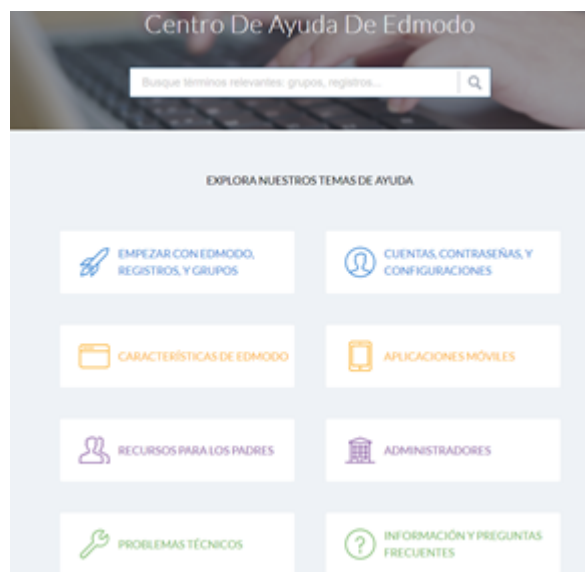 Centro De Ayuda De Edmodo
Busque términos relevantes: grupos, registros...
EXPLORA NUESTROS TEMAS DE AYUDA
EMPEZAR CON EDMODO,
REGISTROS, Y GRUPOS
CUENTAS, CONTRASEÑAS, Y
CONFIGURACIONES
CARACTERÍSTICAS DE EDMODO
APLICACIONES MÓVILES
RECURSOS PARA LOS PADRES
ADMINISTRADORES
PROBLEMAS TÉCNICOS
INFORMACIÓN Y PREGUNTAS
FRECUENTES